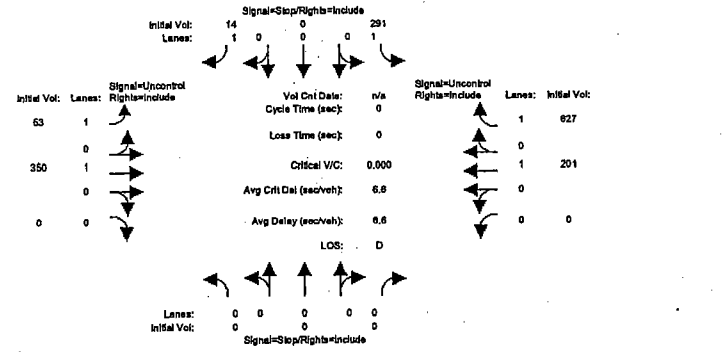 Signal=Stop/Rights=Include
Initial Vol: 14 0 291
Lanes: 1 0 0 0 1
Signal=Uncontrol
Initial Vol: Lanes: Rights=Include
Vol Cnt Date: n/a
Signal=Uncontrol
Rights=Include Lanes: Initial Vol:
Cycle Time (sec): 0
63 1
1 627
Loss Time (sec): 0
0
0
350 1
Critical V/C: 0.000
1 201
0
Avg Crit Del (sec/veh): 6.6
0
0 0
Avg Delay (sec/veh): 6.6
0 0
LOS: D
Lanes: 0 0 0 0 0
Initial Vol: 0 0 0
Signal=Stop/Rights=Include